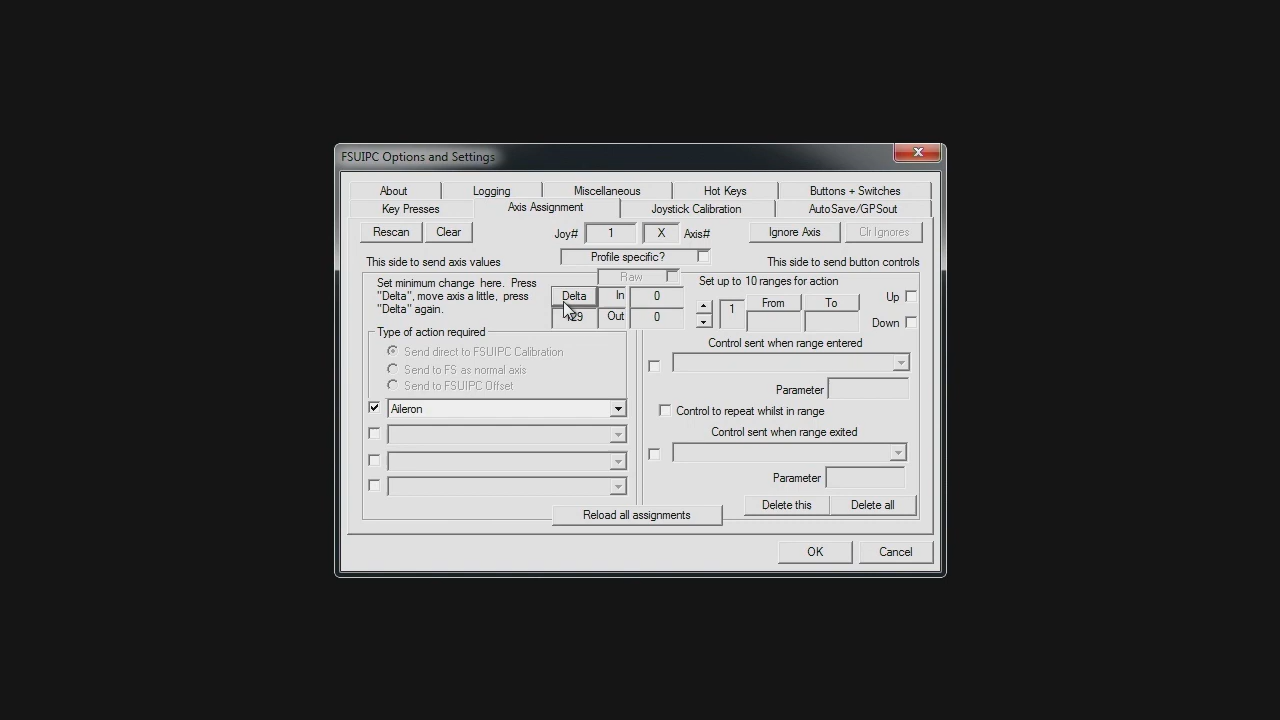 FSUIPC Options and Settings
About Logging Miscellaneous Hot Keys Buttons + Switches
Key Presses Axis Assignment Joystick Calibration AutoSave/GPSout
Rescan Clear Joy# 1 X Axis# Ignore Axis Clr Ignores
Profile specific?
This side to send axis values
This side to send button controls
Raw
Set minimum change here. Press
"Delta", move axis a little, press
"Delta" again.
Delta In 0
Out 0
Set up to 10 ranges for action
1 From To
Up
Down
Type of action required
Send direct to FSUIPC Calibration
Send to FS as normal axis
Send to FSUIPC Offset
Aileron
Control sent when range entered
Parameter
Control to repeat whilst in range
Control sent when range exited
Parameter
Delete this Delete all
Reload all assignments
OK Cancel